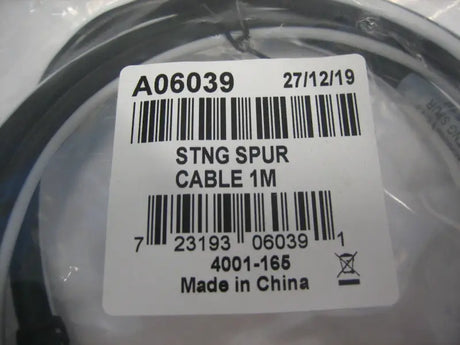 A06039 27/12/19
STNG SPUR
CABLE 1M
7 23193 06039 1
4001-165
Made in China